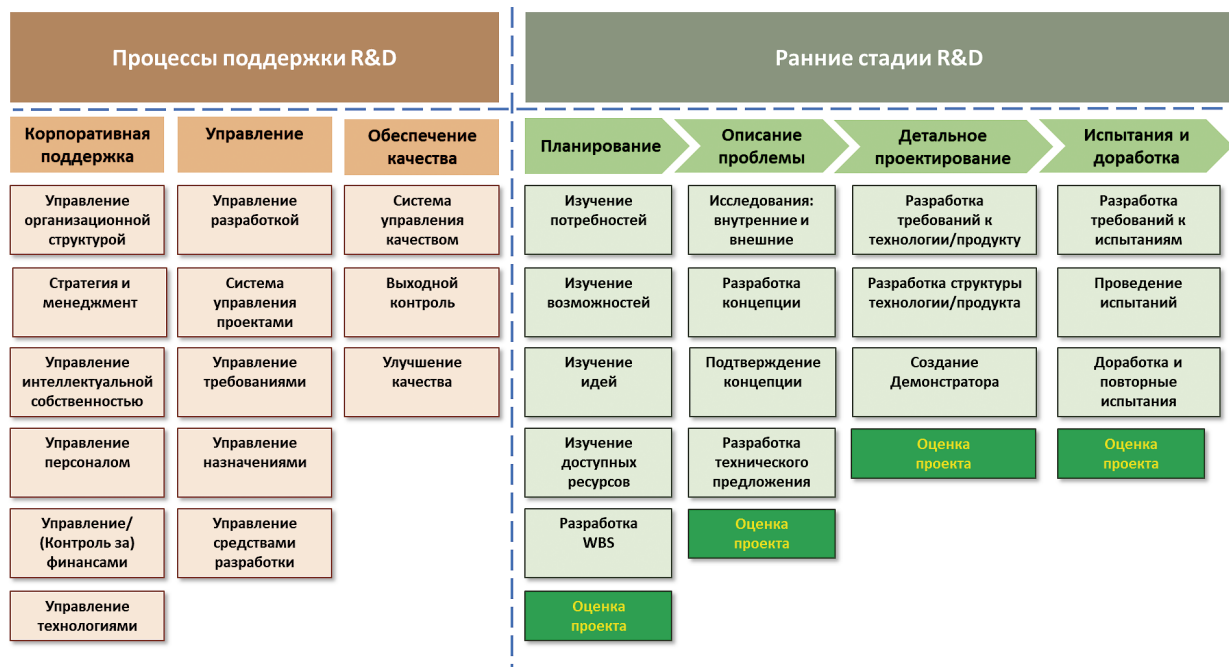 Процессы поддержки R&D
Ранние стадии R&D
Корпоративная
поддержка
Управление
организационной
структурой
Стратегия и
менеджмент
Управление
интеллектуальной
собственностью
Управление
персоналом
Управление/
(Контроль за)
финансами
Управление
технологиями
Управление
Управление
разработкой
Система
управления
проектами
Управление
требованиями
Управление
назначениями
Управление
средствами
разработки
Обеспечение
качества
Система
управления
качеством
Выходной
контроль
Улучшение
качества
Планирование
Изучение
потребностей
Изучение
возможностей
Изучение
идей
Изучение
доступных
ресурсов
Разработка
WBS
Оценка
проекта
Описание
проблемы
Исследования:
внутренние и
внешние
Разработка
концепции
Подтверждение
концепции
Разработка
технического
предложения
Оценка
проекта
Детальное
проектирование
Разработка
требований к
технологии/продукту
Разработка структуры
технологии/продукта
Создание
Демонстратора
Оценка
проекта
Испытания и
доработка
Разработка
требований к
испытаниям
Проведение
испытаний
Доработка и
повторные
испытания
Оценка
проекта